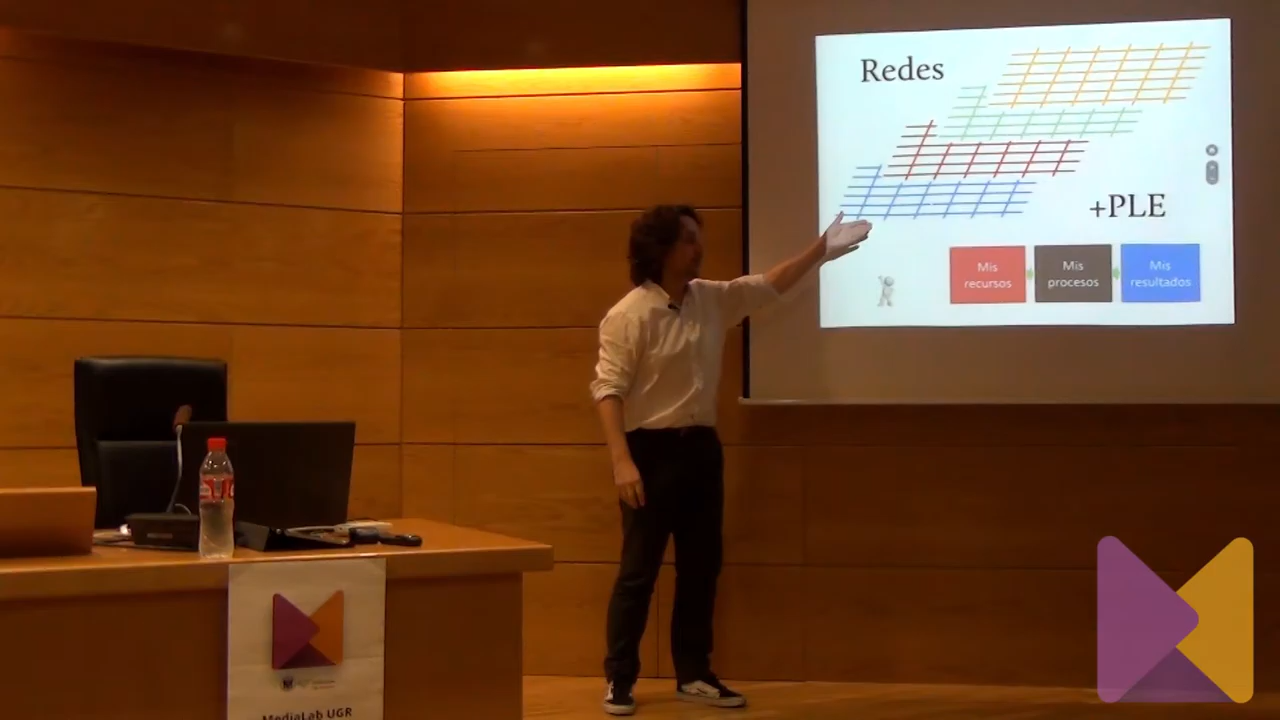 Redes
+PLE
Mis
recursos
Mis
procesos
Mis
resultados
MediaLab UGR